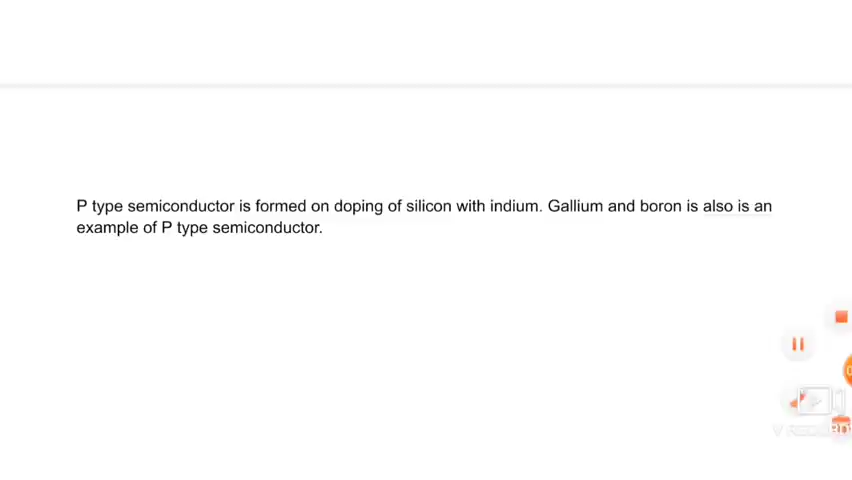 P type semiconductor is formed on doping of silicon with indium. Gallium and boron is also is an
example of P type semiconductor.